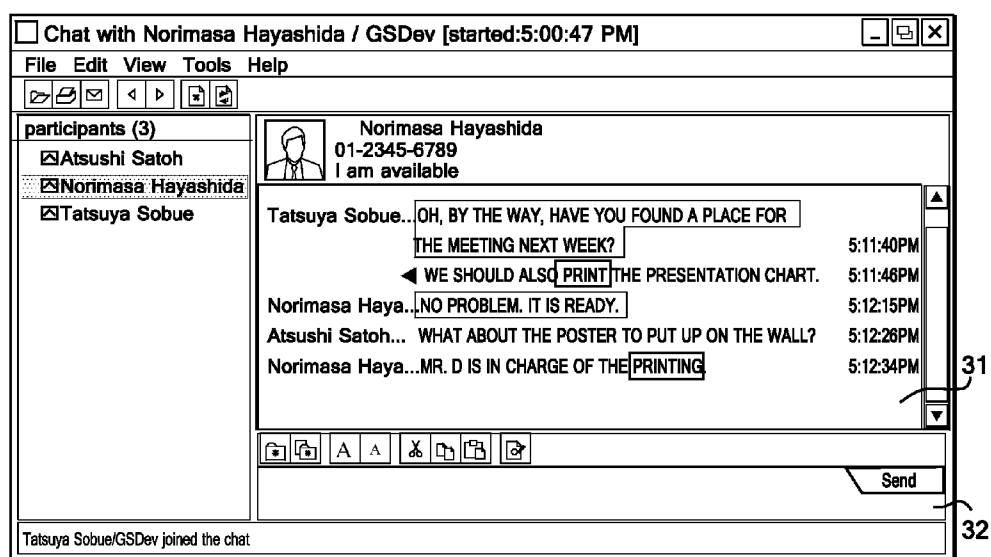 Chat with Norimasa Hayashida / GSDev [started:5:00:47 PM]
File Edit View Tools Help
participants (3)
Atsushi Satoh
Norimasa Hayashida
Tatsuya Sobue
Norimasa Hayashida
01-2345-6789
I am available
Tatsuya Sobue...OH, BY THE WAY, HAVE YOU FOUND A PLACE FOR
THE MEETING NEXT WEEK? 5:11:40PM
WE SHOULD ALSO PRINT THE PRESENTATION CHART. 5:11:46PM
Norimasa Haya...NO PROBLEM. IT IS READY. 5:12:15PM
Atsushi Satoh... WHAT ABOUT THE POSTER TO PUT UP ON THE WALL? 5:12:26PM
Norimasa Haya...MR. D IS IN CHARGE OF THE PRINTING. 5:12:34PM
31
A A
Send
32
Tatsuya Sobue/GSDev joined the chat